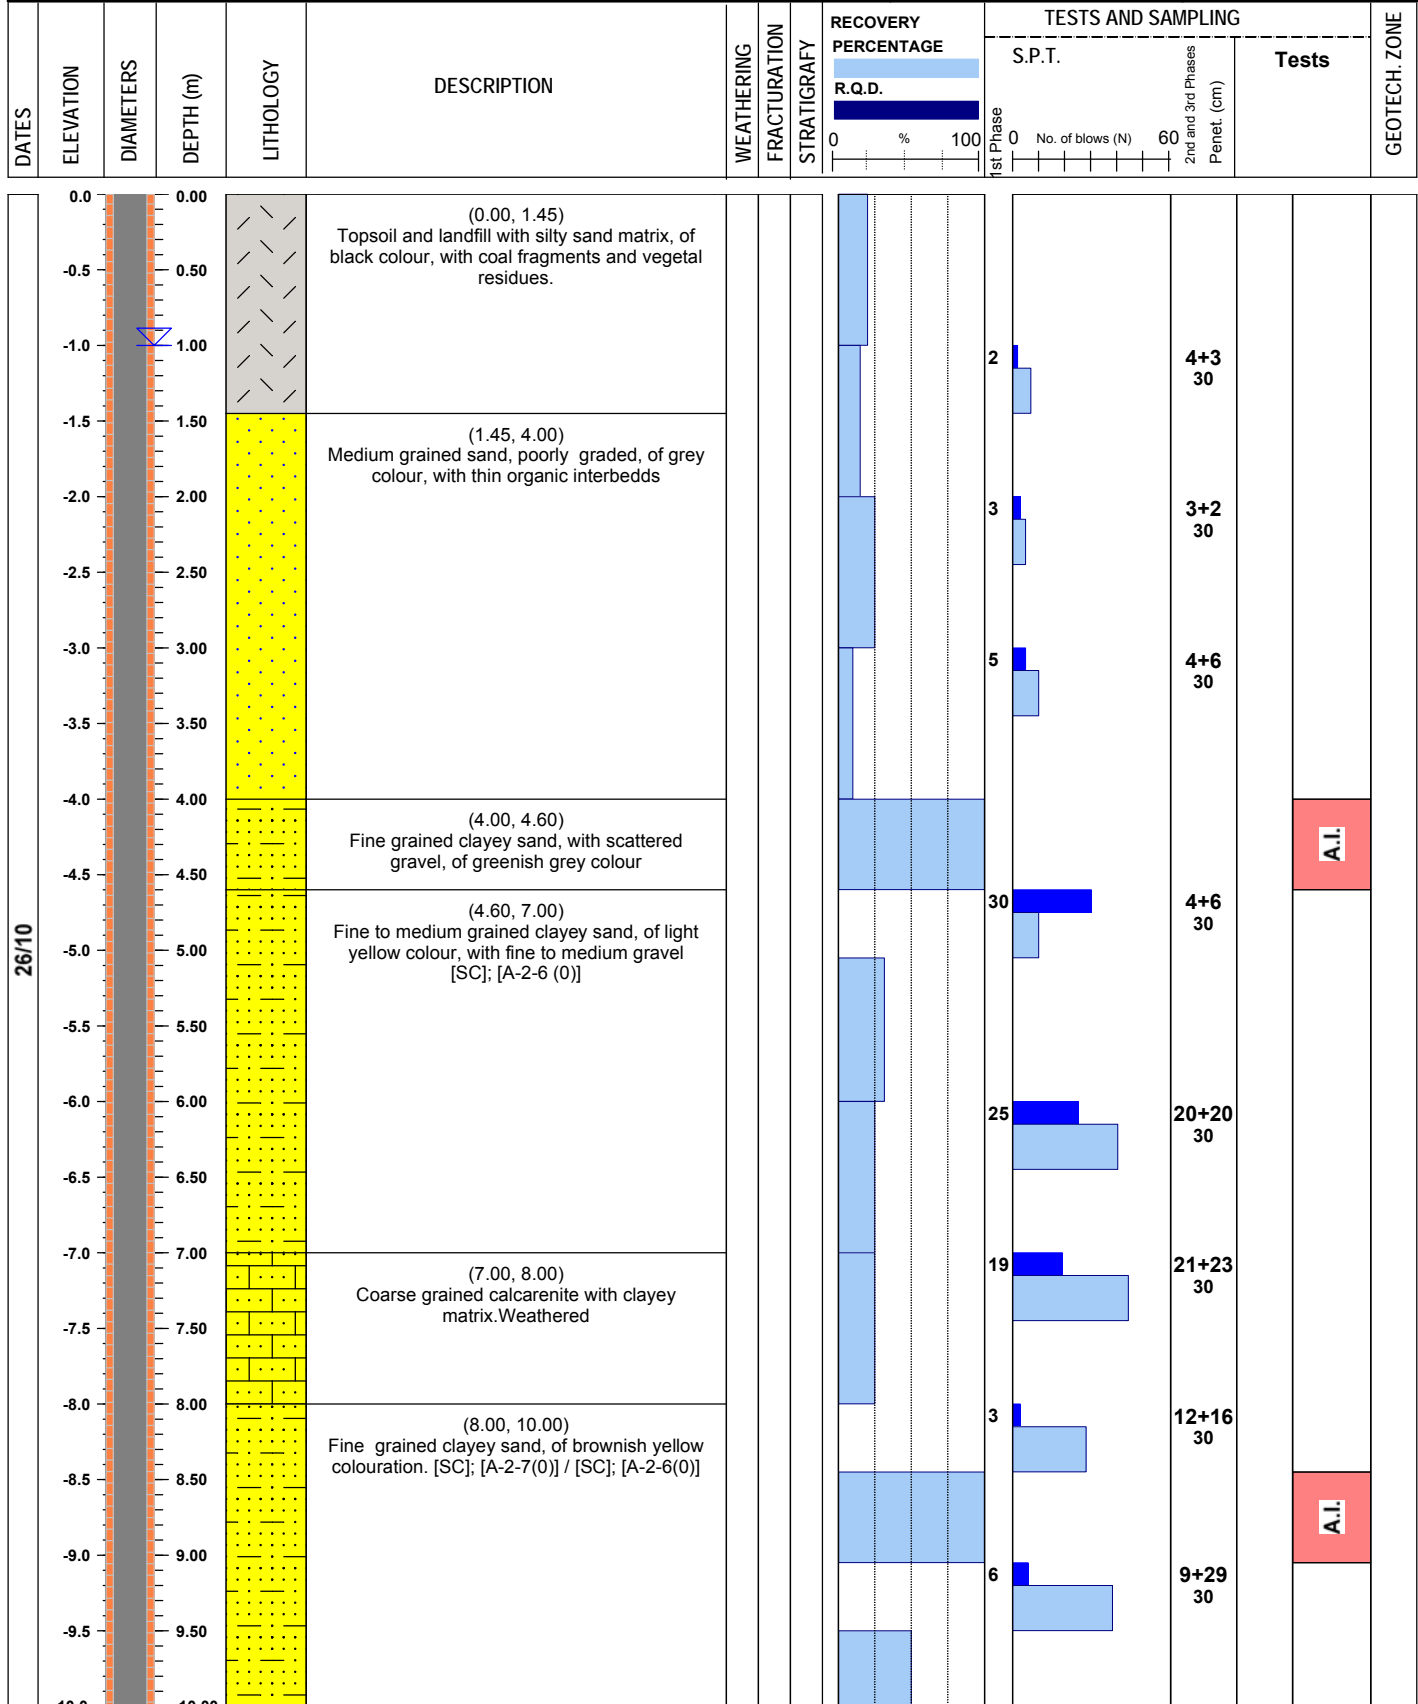 DATES
ELEVATION
DIAMETERS
DEPTH (m)
LITHOLOGY
DESCRIPTION
WEATHERING
FRACTURATION
STRATIGRAFY
RECOVERY
PERCENTAGE
R.Q.D.
0 % 100
TESTS AND SAMPLING
S.P.T.
1st Phase
0 No. of blows (N) 60
2nd and 3rd Phases
Penet. (cm)
Tests
GEOTECH. ZONE
26/10
0.0 0.00
(0.00, 1.45)
Topsoil and landfill with silty sand matrix, of
black colour, with coal fragments and vegetal
residues.
-0.5 0.50
-1.0 1.00
2 4+3
30
-1.5 1.50
(1.45, 4.00)
Medium grained sand, poorly graded, of grey
colour, with thin organic interbedds
-2.0 2.00
3 3+2
30
-2.5 2.50
-3.0 3.00
5 4+6
30
-3.5 3.50
-4.0 4.00
(4.00, 4.60)
Fine grained clayey sand, with scattered
gravel, of greenish grey colour
A.I.
-4.5 4.50
30 4+6
30
(4.60, 7.00)
Fine to medium grained clayey sand, of light
yellow colour, with fine to medium gravel
[SC]; [A-2-6 (0)]
-5.0 5.00
-5.5 5.50
-6.0 6.00
25 20+20
30
-6.5 6.50
-7.0 7.00
19 21+23
30
(7.00, 8.00)
Coarse grained calcarenite with clayey
matrix.Weathered
-7.5 7.50
-8.0 8.00
3 12+16
30
(8.00, 10.00)
Fine grained clayey sand, of brownish yellow
colouration. [SC]; [A-2-7(0)] / [SC]; [A-2-6(0)]
-8.5 8.50
A.I.
-9.0 9.00
6 9+29
30
-9.5 9.50
-10.0 10.00